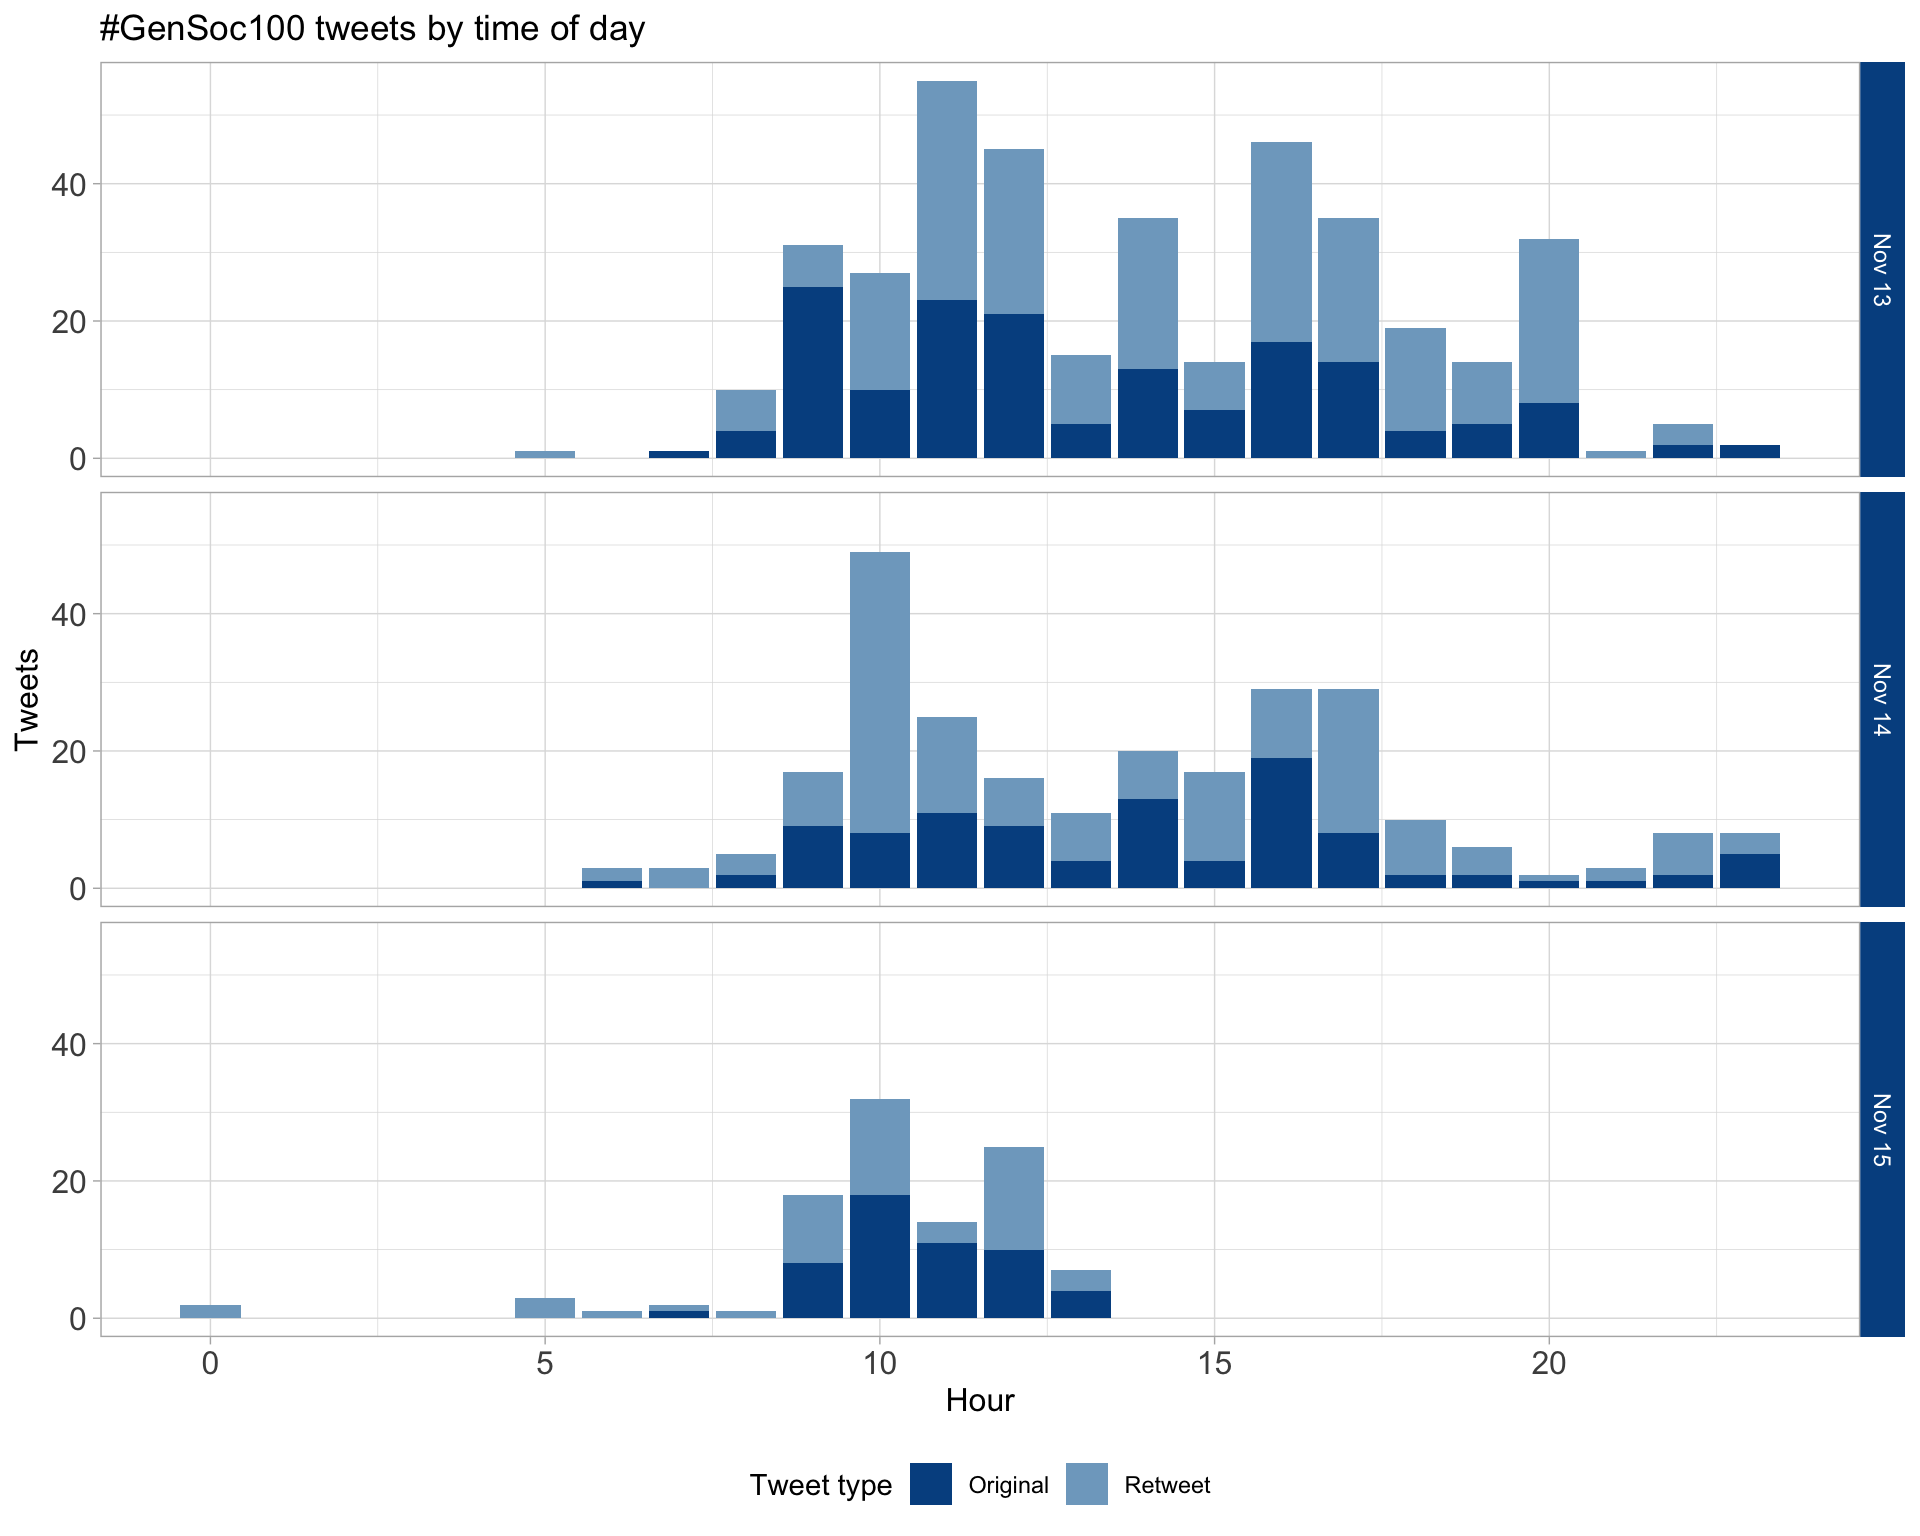 #GenSoc100 tweets by time of day
40
20
0
Nov 13
40
20
0
Nov 14
Tweets
40
20
0
Nov 15
0 5 10 15 20
Hour
Tweet type Original Retweet